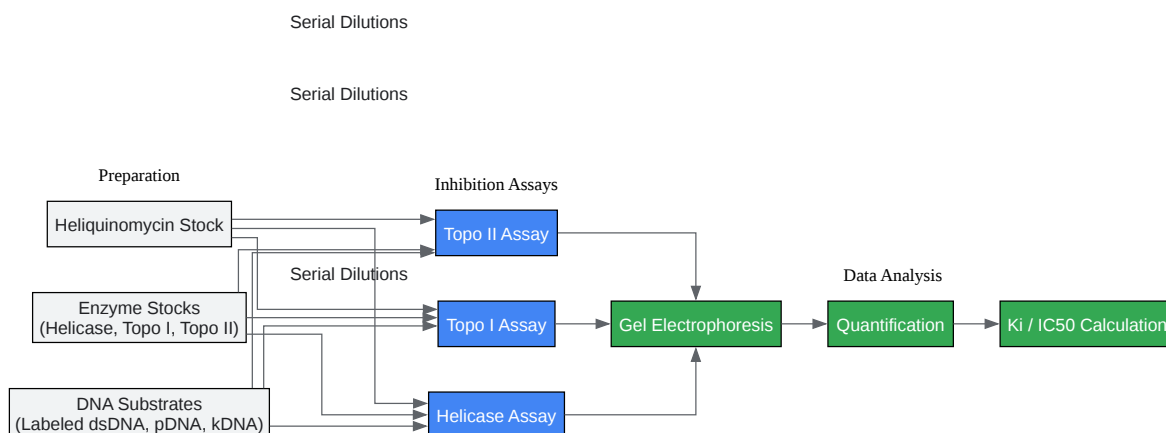 Serial Dilutions
Serial Dilutions
Preparation
Inhibition Assays
Heliquinomycin Stock
Topo II Assay
Serial Dilutions
Data Analysis
Enzyme Stocks
(Helicase, Topo I, Topo II)
Topo I Assay
Gel Electrophoresis
Quantification
Ki / IC50 Calculation
DNA Substrates
(Labeled dsDNA, pDNA, kDNA)
Helicase Assay